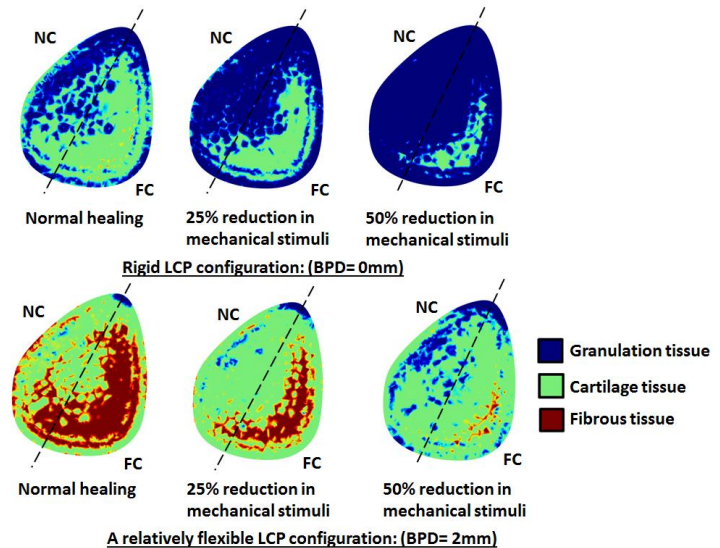 NC
NC
NC
FC
FC
FC
Normal healing
25% reduction in
mechanical stimuli
50% reduction in
mechanical stimuli
Rigid LCP configuration: (BPD= 0mm)
NC
NC
NC
Granulation tissue
Cartilage tissue
Fibrous tissue
FC
FC
FC
Normal healing
25% reduction in
mechanical stimuli
50% reduction in
mechanical stimuli
A relatively flexible LCP configuration: (BPD= 2mm)